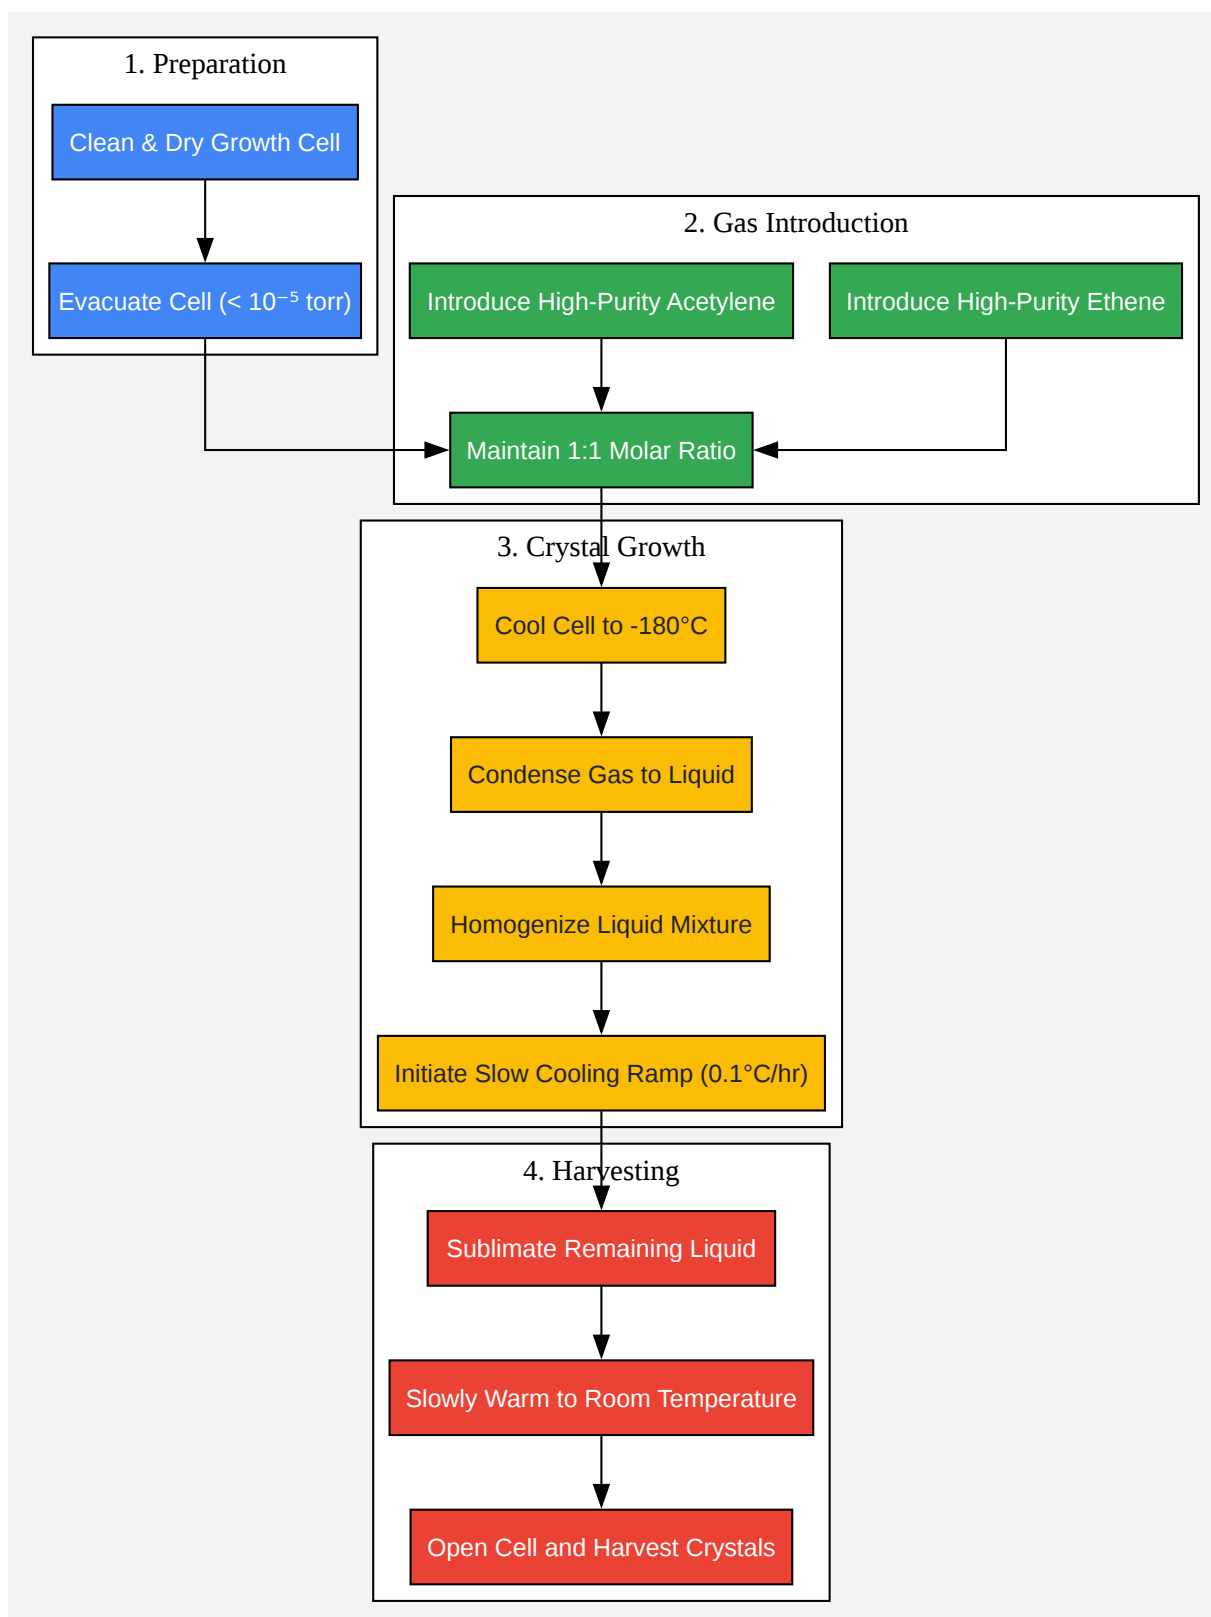 1. Preparation
Clean & Dry Growth Cell
Evacuate Cell (< 10⁻⁵ torr)
2. Gas Introduction
Introduce High-Purity Acetylene
Introduce High-Purity Ethene
Maintain 1:1 Molar Ratio
3. Crystal Growth
Cool Cell to -180°C
Condense Gas to Liquid
Homogenize Liquid Mixture
Initiate Slow Cooling Ramp (0.1°C/hr)
4. Harvesting
Sublimate Remaining Liquid
Slowly Warm to Room Temperature
Open Cell and Harvest Crystals